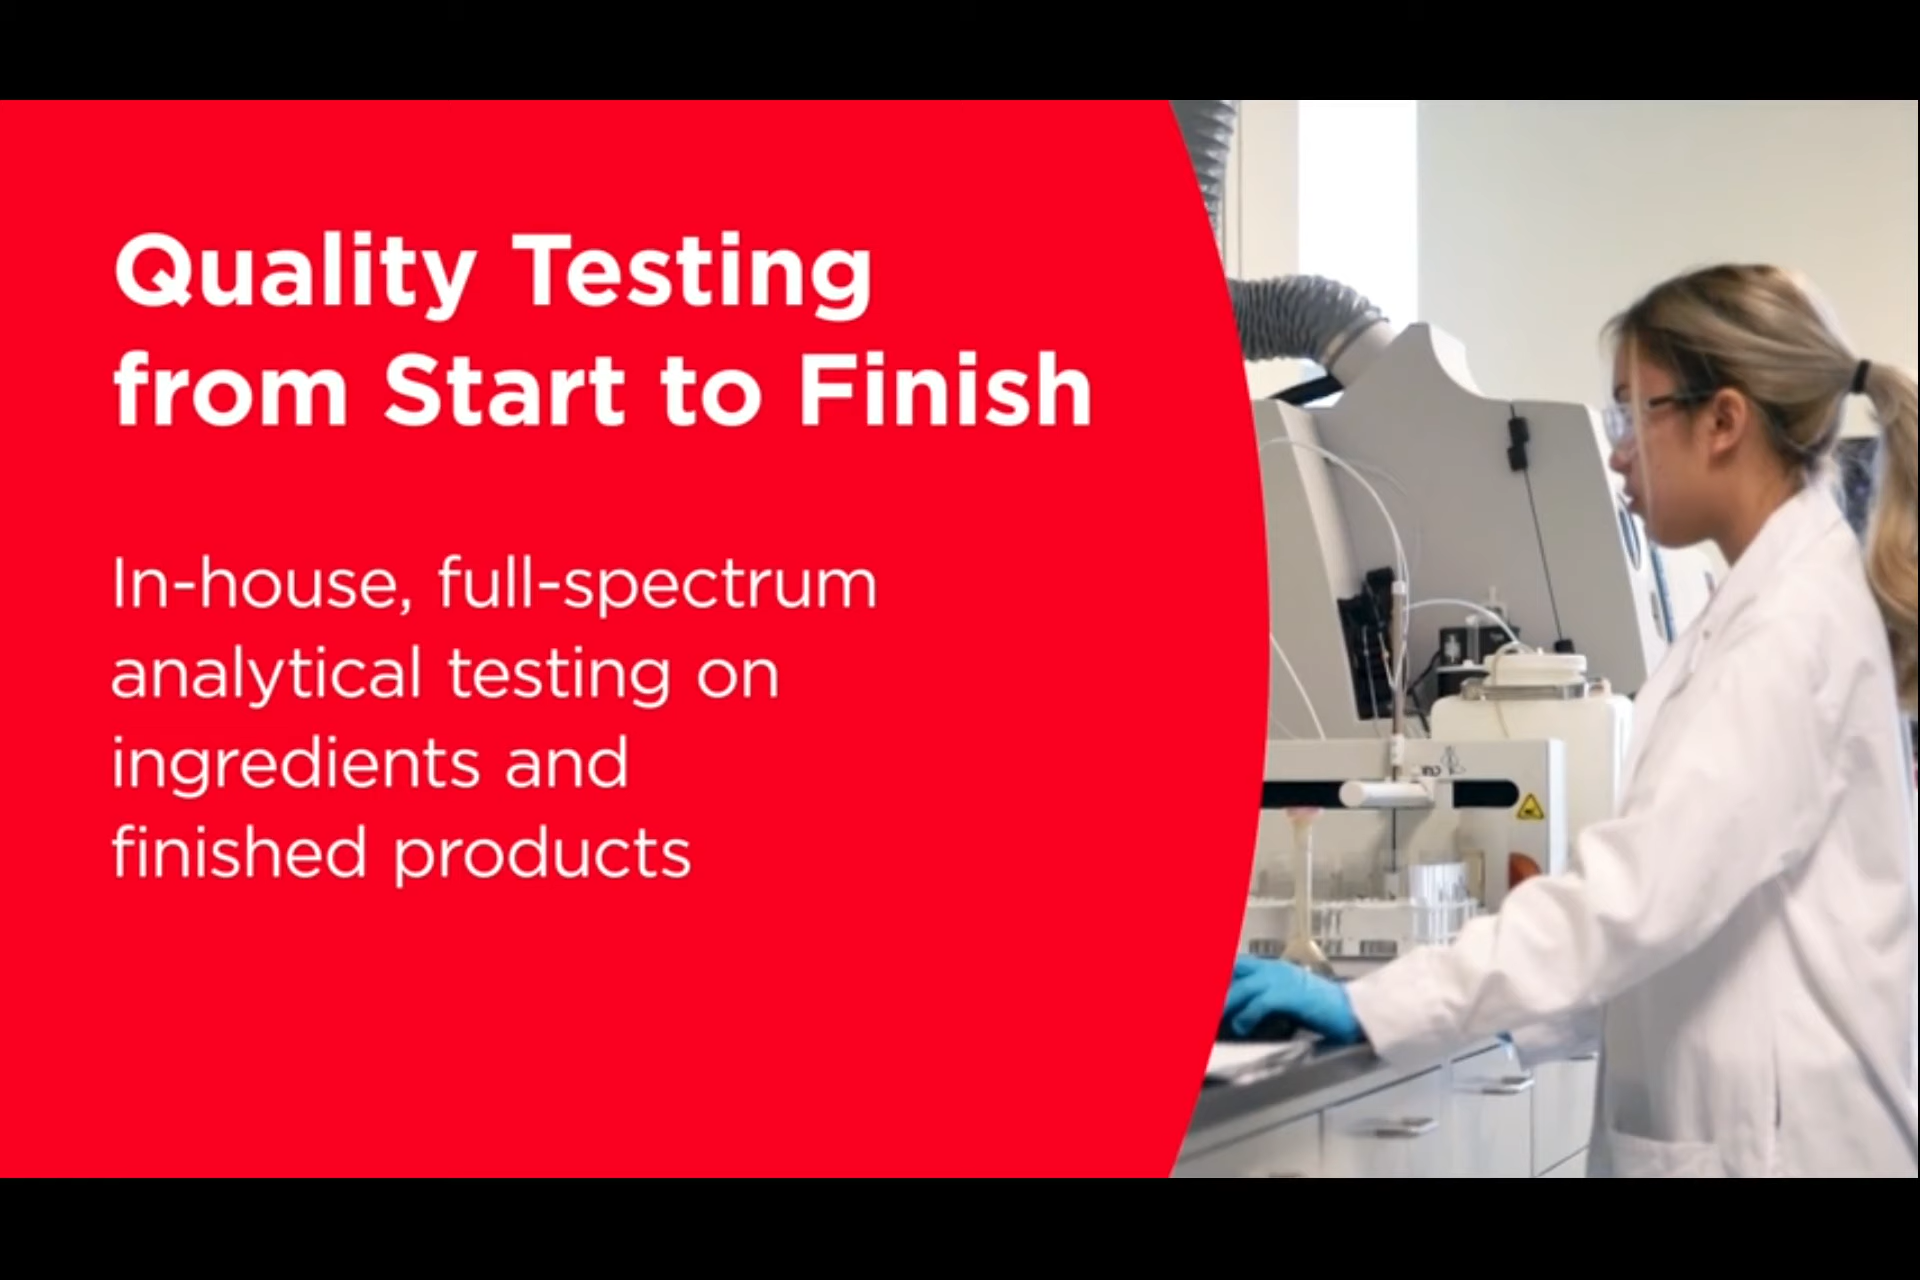 Quality Testing
from Start to Finish
In-house, full-spectrum
analytical testing on
ingredients and
finished products